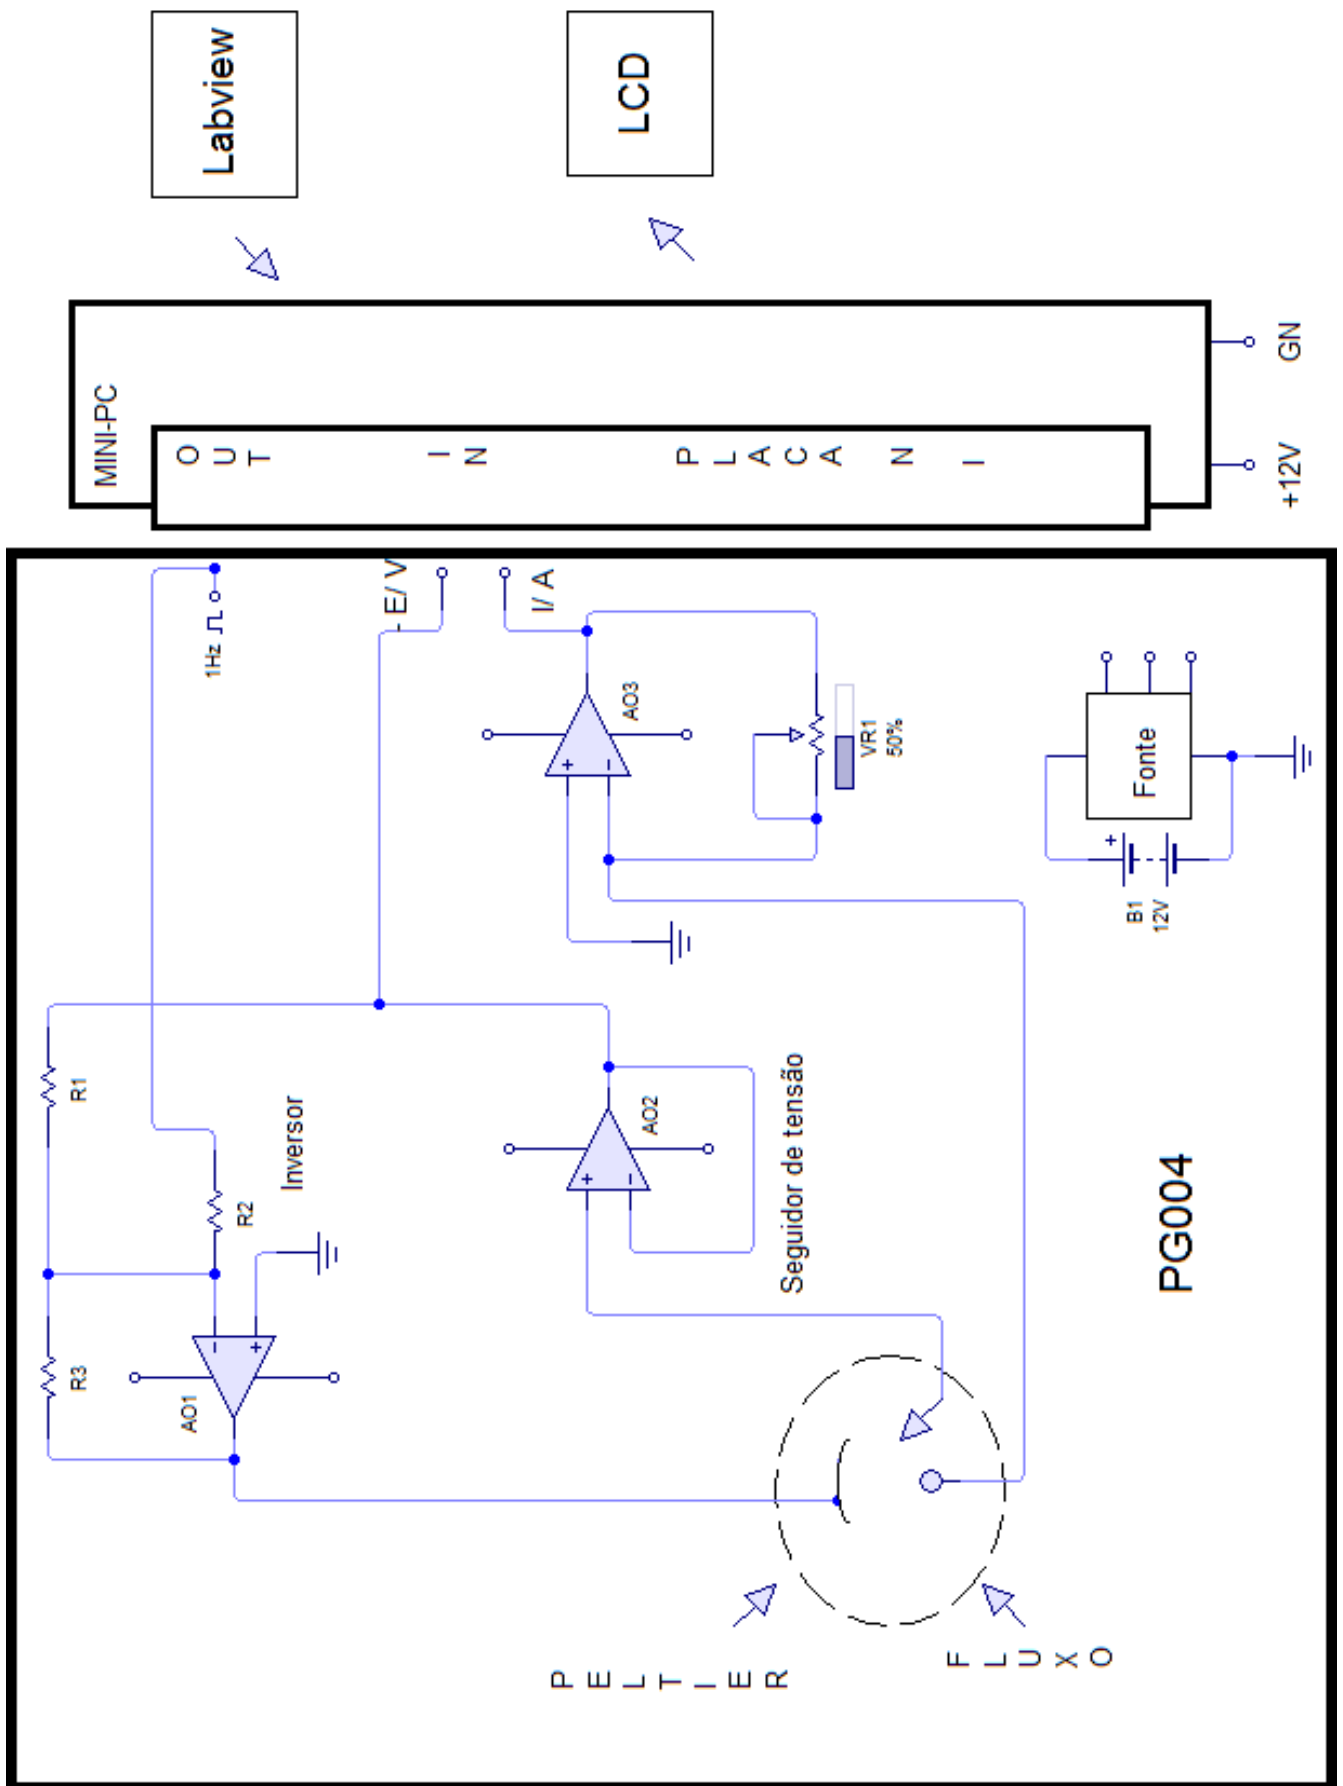 Labview
LCD
MINI-PC
OUT
IN
PLACA NI
+12V
GN
1Hz
- E/ V
I/ A
AO3
+
-
VR1
50%
Fonte
+
B1
12V
R1
R2
R3
Inversor
-
+
AO1
AO2
+
-
Seguidor de tensão
PG004
PELTIER
FLUXO